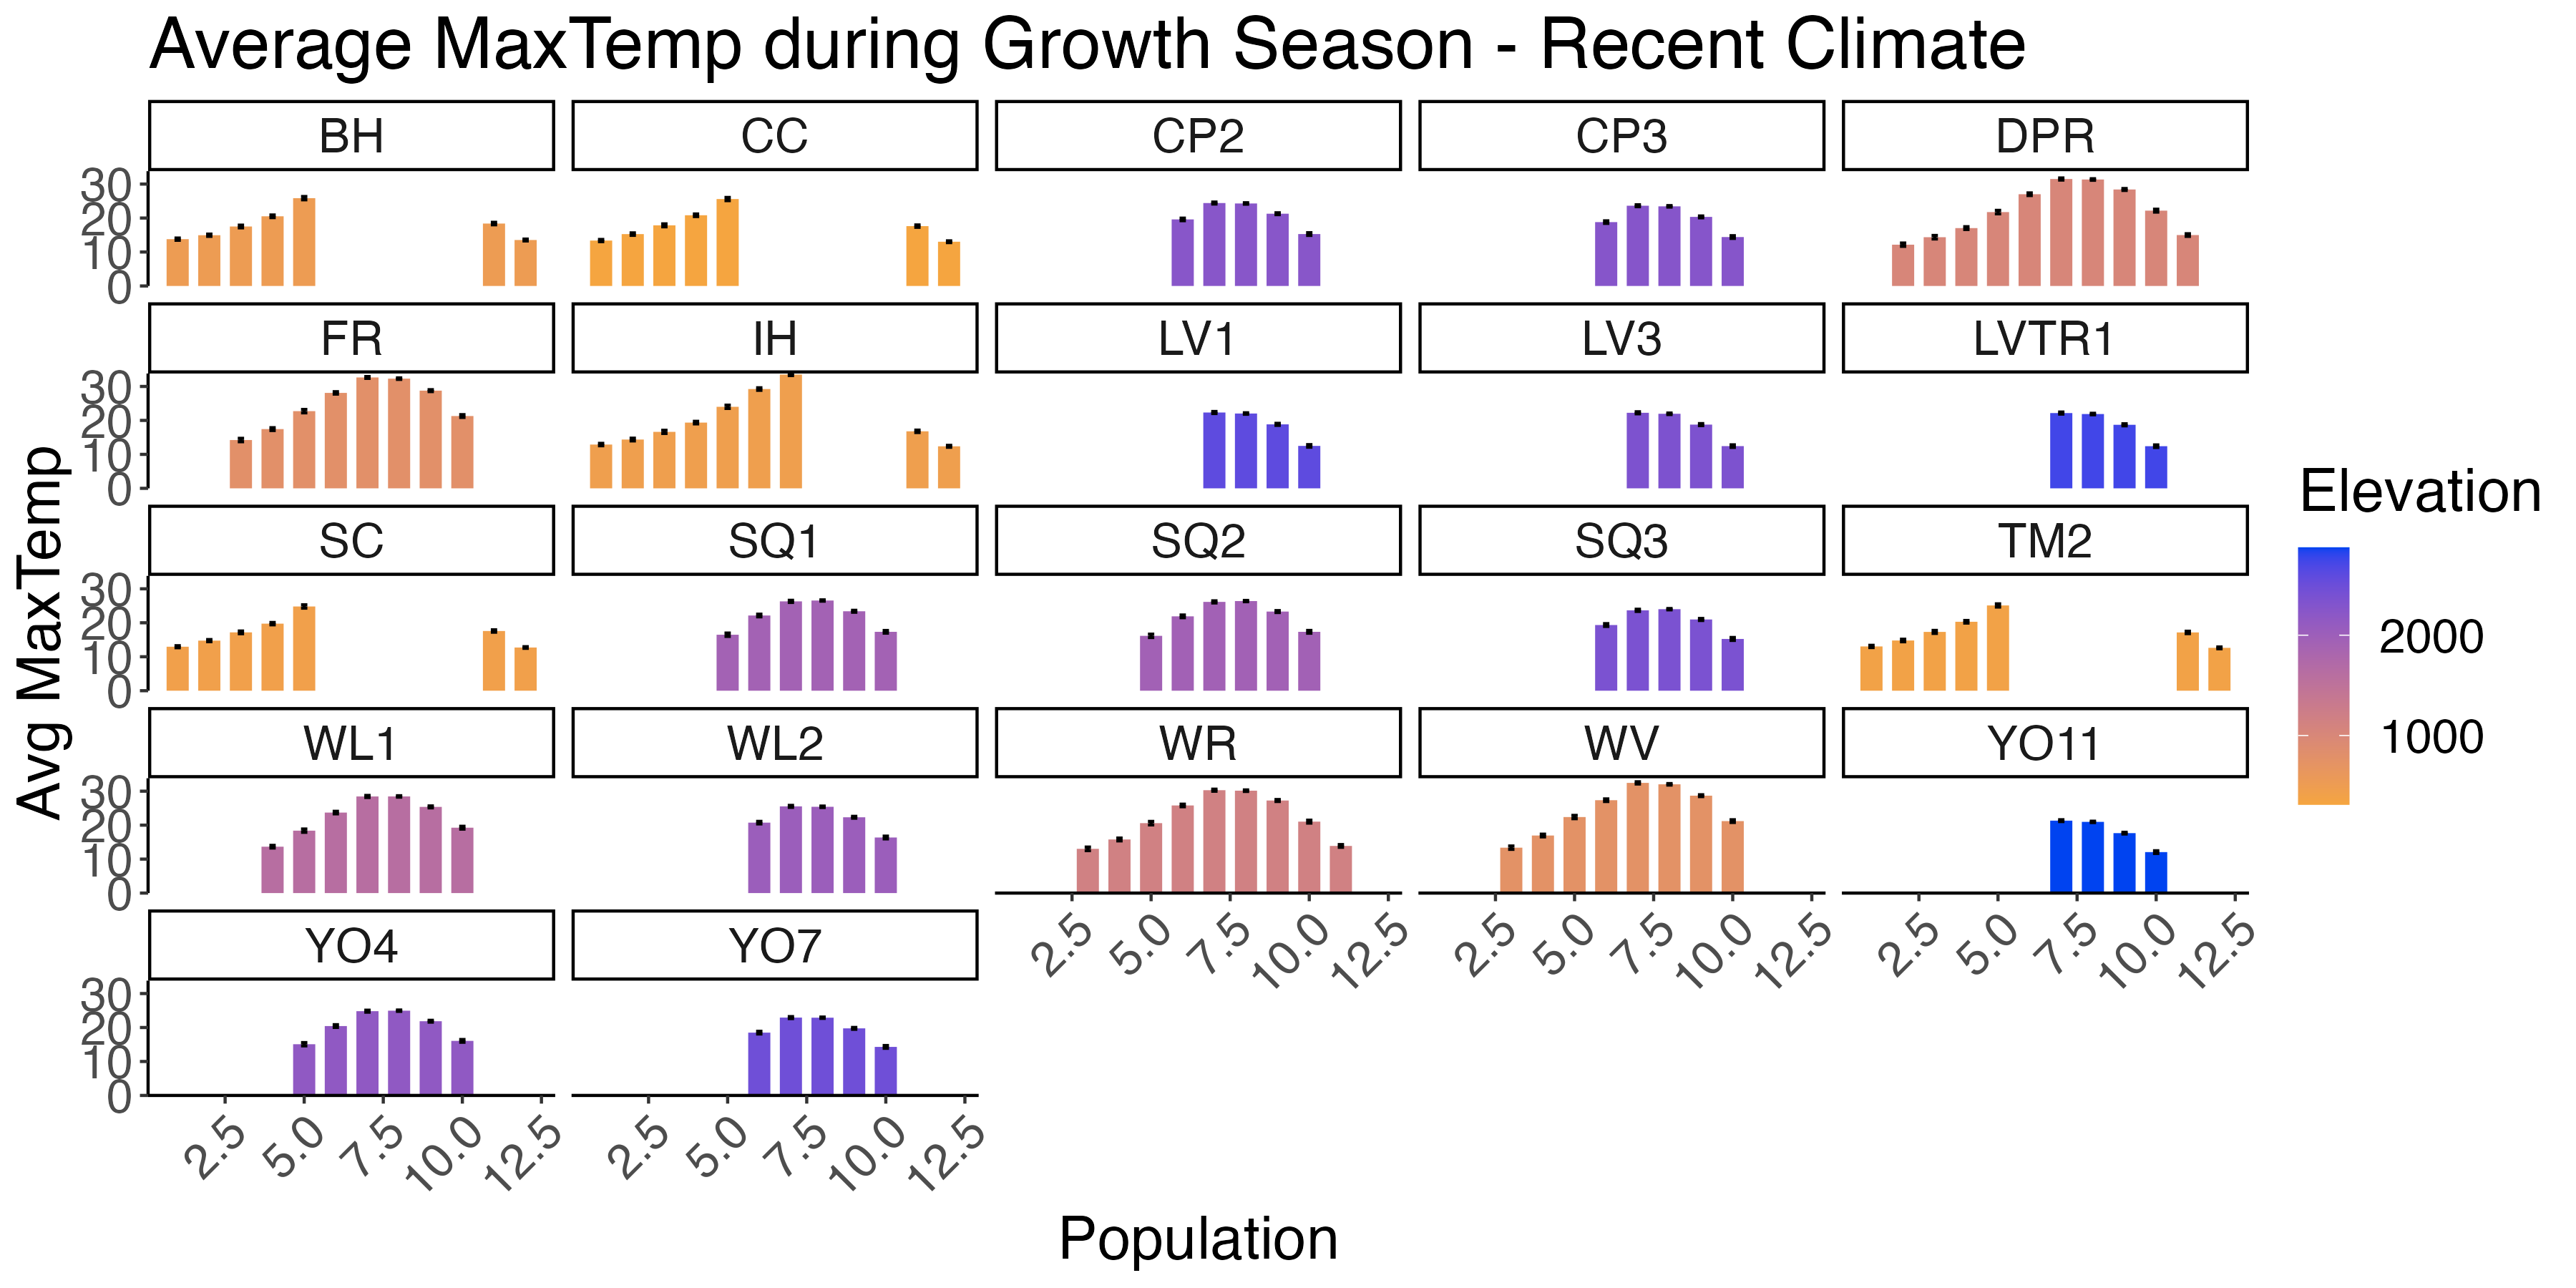 Average MaxTemp during Growth Season - Recent Climate
BH CC CP2 CP3 DPR
30
20
10
0
FR IH LV1 LV3 LVTR1
30
20
10
0
SC SQ1 SQ2 SQ3 TM2
30
20
10
0
WL1 WL2 WR WV YO11
30
20
10
0
2.5 5.0 7.5 10.0 12.5 2.5 5.0 7.5 10.0 12.5 2.5 5.0 7.5 10.0 12.5
YO4 YO7
30
20
10
0
2.5 5.0 7.5 10.0 12.5 2.5 5.0 7.5 10.0 12.5
Avg MaxTemp
Population
Elevation
2000
1000